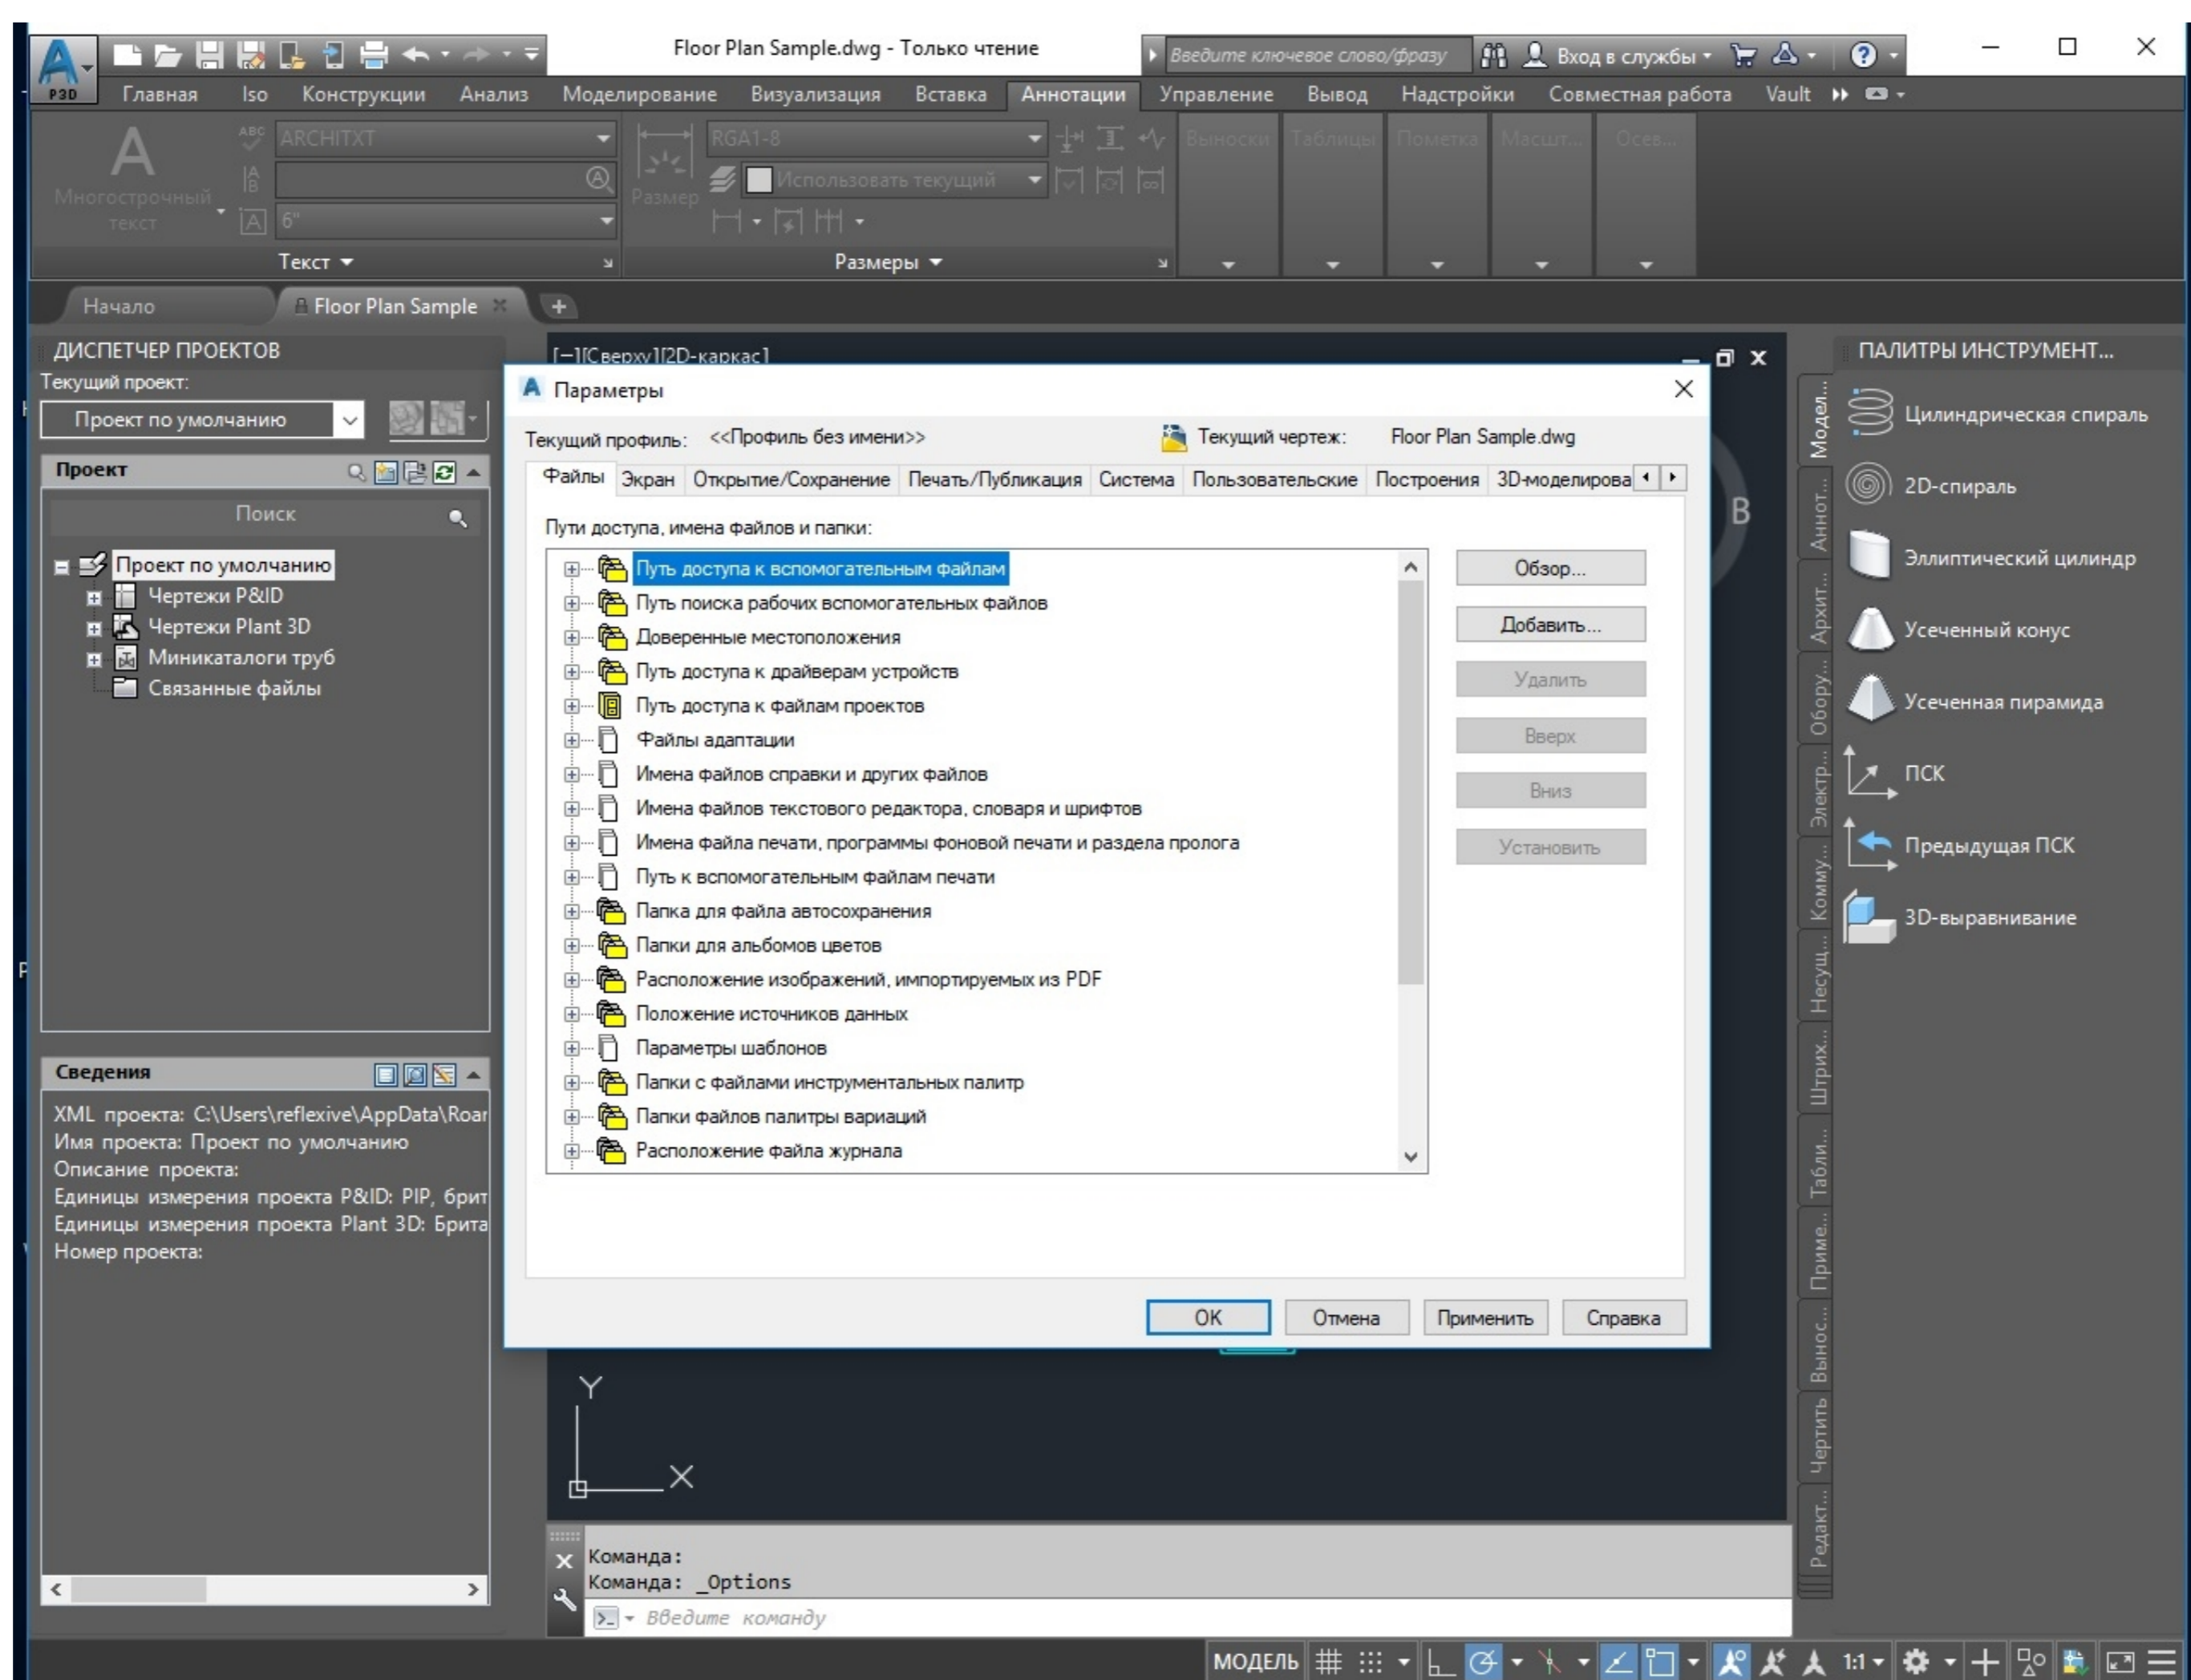 Floor Plan Sample.dwg - Только чтение
Введите ключевое слово/фразу
Вход в службы
P3D
Главная Iso Конструкции Анализ Моделирование Визуализация Вставка Аннотации Управление Вывод Надстройки Совместная работа Vault
A
Многострочный
текст
ABC
ARCHITXT
6"
RGA1-8
Размер
Использовать текущий
Выноски Таблицы Пометка Масшт... Осев...
Текст
Размеры
Начало
Floor Plan Sample
ДИСПЕТЧЕР ПРОЕКТОВ
Текущий проект:
Проект по умолчанию
Проект
Поиск
Проект по умолчанию
Чертежи P&ID
Чертежи Plant 3D
Миникаталоги труб
Связанные файлы
Сведения
XML проекта: C:\Users\reflexive\AppData\Roar
Имя проекта: Проект по умолчанию
Описание проекта:
Единицы измерения проекта P&ID: PIP, брит
Единицы измерения проекта Plant 3D: Брита
Номер проекта:
[—][Сверху][2D-каркас]
Параметры
Текущий профиль: <<Профиль без имени>>
Текущий чертеж: Floor Plan Sample.dwg
Файлы Экран Открытие/Сохранение Печать/Публикация Система Пользовательские Построения 3D-моделирова
Пути доступа, имена файлов и папки:
Путь доступа к вспомогательным файлам
Путь поиска рабочих вспомогательных файлов
Доверенные местоположения
Путь доступа к драйверам устройств
Путь доступа к файлам проектов
Файлы адаптации
Имена файлов справки и других файлов
Имена файлов текстового редактора, словаря и шрифтов
Имена файла печати, программы фоновой печати и раздела пролога
Путь к вспомогательным файлам печати
Папка для файла автосохранения
Папки для альбомов цветов
Расположение изображений, импортируемых из PDF
Положение источников данных
Параметры шаблонов
Папки с файлами инструментальных палитр
Папки файлов палитры вариаций
Расположение файла журнала
Обзор...
Добавить...
Удалить
Вверх
Вниз
Установить
OK
Отмена
Применить
Справка
В
Y
X
Команда:
Команда: _Options
Введите команду
ПАЛИТРЫ ИНСТРУМЕНТ...
Модел...
Аннот...
Архит...
Обору...
Электр...
Комму...
Несущ...
Штрих...
Табли...
Приме...
Вынос...
Чертить
Редакт...
Цилиндрическая спираль
2D-спираль
Эллиптический цилиндр
Усеченный конус
Усеченная пирамида
ПСК
Предыдущая ПСК
3D-выравнивание
МОДЕЛЬ
1:1